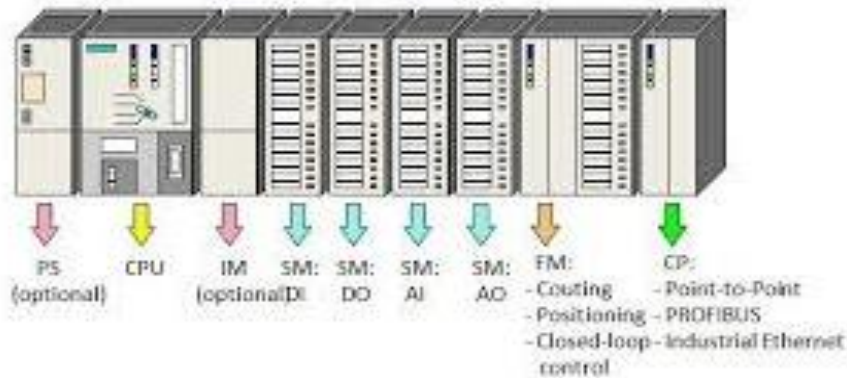 PS
(optional)
CPU
IM
(optional)
SM:
DI
SM:
DO
SM:
AI
SM:
AO
FM:
- Couting
- Positioning
- Closed-loop
control
CP:
- Point-to-Point
- PROFIBUS
- Industrial Ethernet